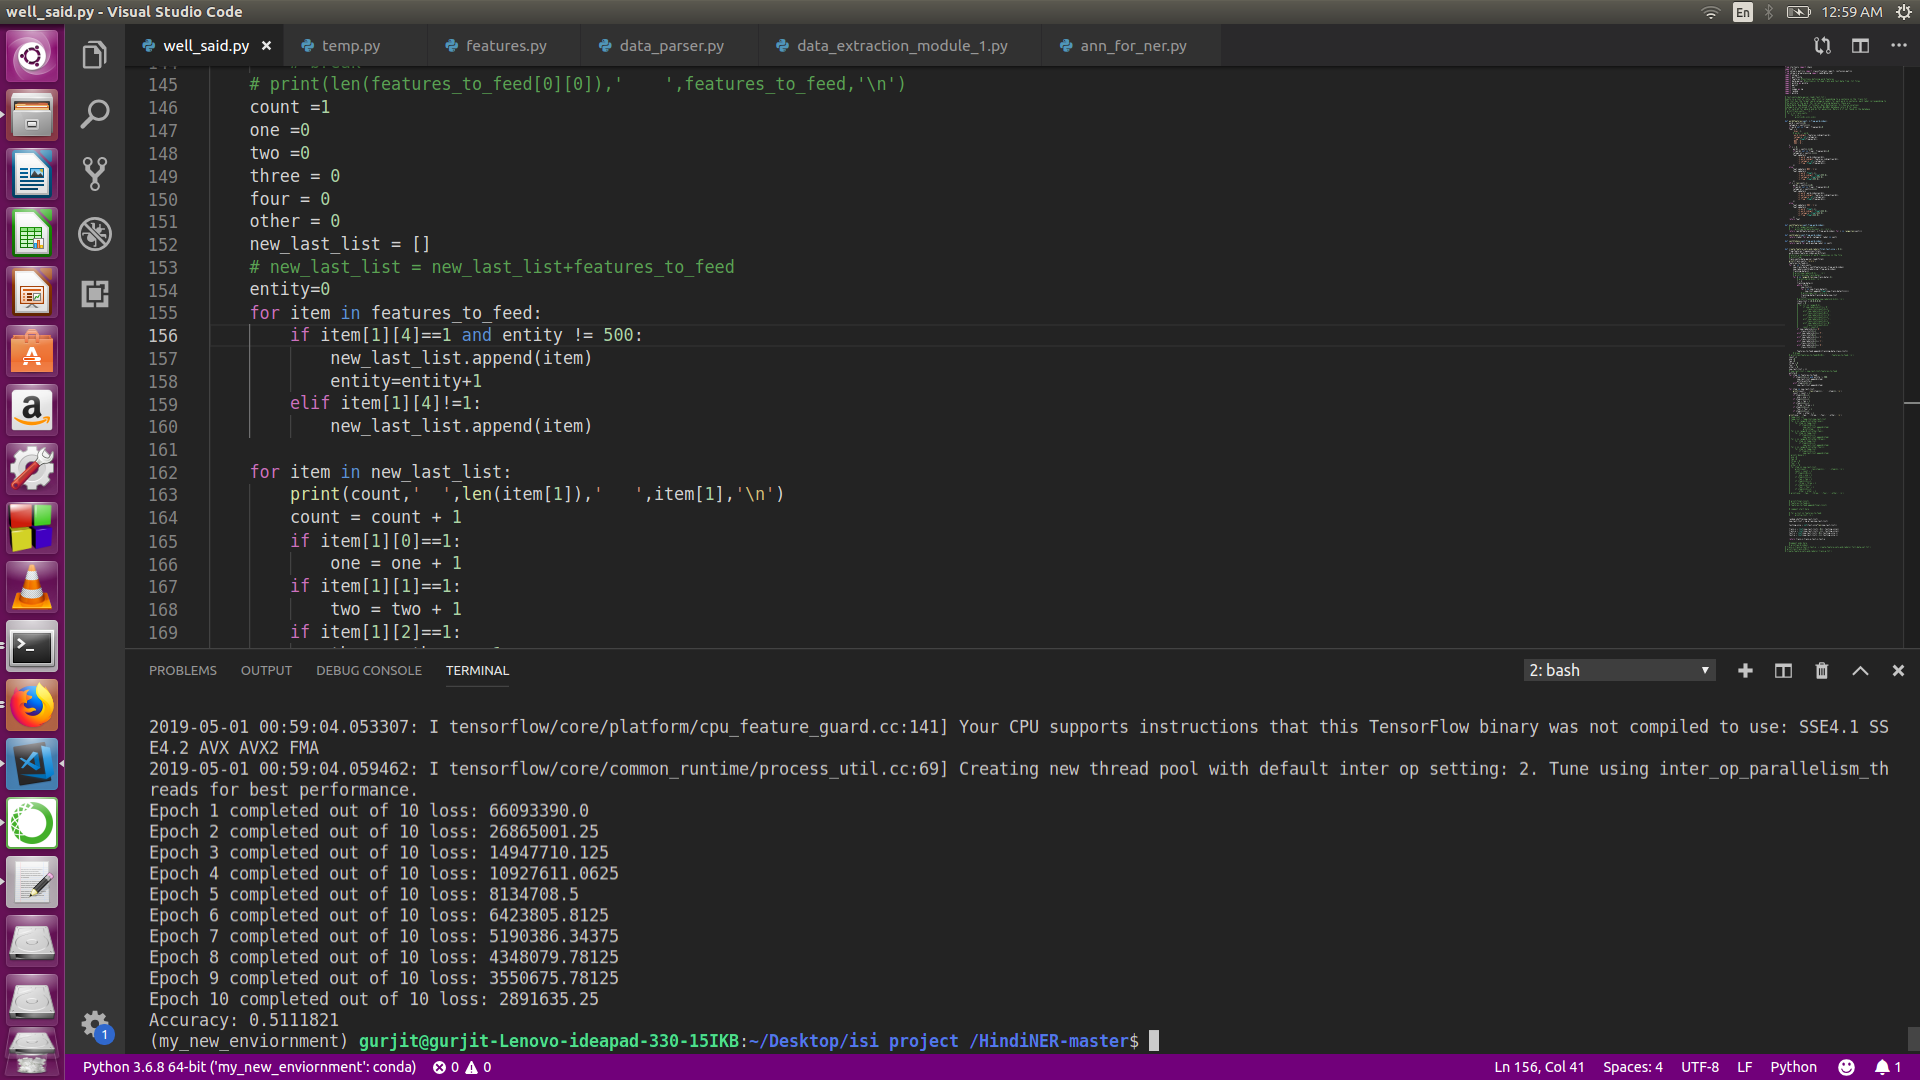 well_said.py - Visual Studio Code
En
12:59 AM
well_said.py
temp.py
features.py
data_parser.py
data_extraction_module_1.py
ann_for_ner.py
145 # print(len(features_to_feed[0][0]),'    ',features_to_feed,'\n')
146 count =1
147 one =0
148 two =0
149 three = 0
150 four = 0
151 other = 0
152 new_last_list = []
153 # new_last_list = new_last_list+features_to_feed
154 entity=0
155 for item in features_to_feed:
156     if item[1][4]==1 and entity != 500:
157         new_last_list.append(item)
158         entity=entity+1
159     elif item[1][4]!=1:
160         new_last_list.append(item)
161
162 for item in new_last_list:
163     print(count,'  ',len(item[1]),'   ',item[1],'\n')
164     count = count + 1
165     if item[1][0]==1:
166         one = one + 1
167     if item[1][1]==1:
168         two = two + 1
169     if item[1][2]==1:
PROBLEMS
OUTPUT
DEBUG CONSOLE
TERMINAL
2: bash
2019-05-01 00:59:04.053307: I tensorflow/core/platform/cpu_feature_guard.cc:141] Your CPU supports instructions that this TensorFlow binary was not compiled to use: SSE4.1 SS
E4.2 AVX AVX2 FMA
2019-05-01 00:59:04.059462: I tensorflow/core/common_runtime/process_util.cc:69] Creating new thread pool with default inter op setting: 2. Tune using inter_op_parallelism_th
reads for best performance.
Epoch 1 completed out of 10 loss: 66093390.0
Epoch 2 completed out of 10 loss: 26865001.25
Epoch 3 completed out of 10 loss: 14947710.125
Epoch 4 completed out of 10 loss: 10927611.0625
Epoch 5 completed out of 10 loss: 8134708.5
Epoch 6 completed out of 10 loss: 6423805.8125
Epoch 7 completed out of 10 loss: 5190386.34375
Epoch 8 completed out of 10 loss: 4348079.78125
Epoch 9 completed out of 10 loss: 3550675.78125
Epoch 10 completed out of 10 loss: 2891635.25
Accuracy: 0.5111821
(my_new_enviornment) gurjit@gurjit-Lenovo-ideapad-330-15IKB:~/Desktop/isi project /HindiNER-master$
1
Python 3.6.8 64-bit ('my_new_enviornment': conda)
0
0
Ln 156, Col 41
Spaces: 4
UTF-8
LF
Python
1